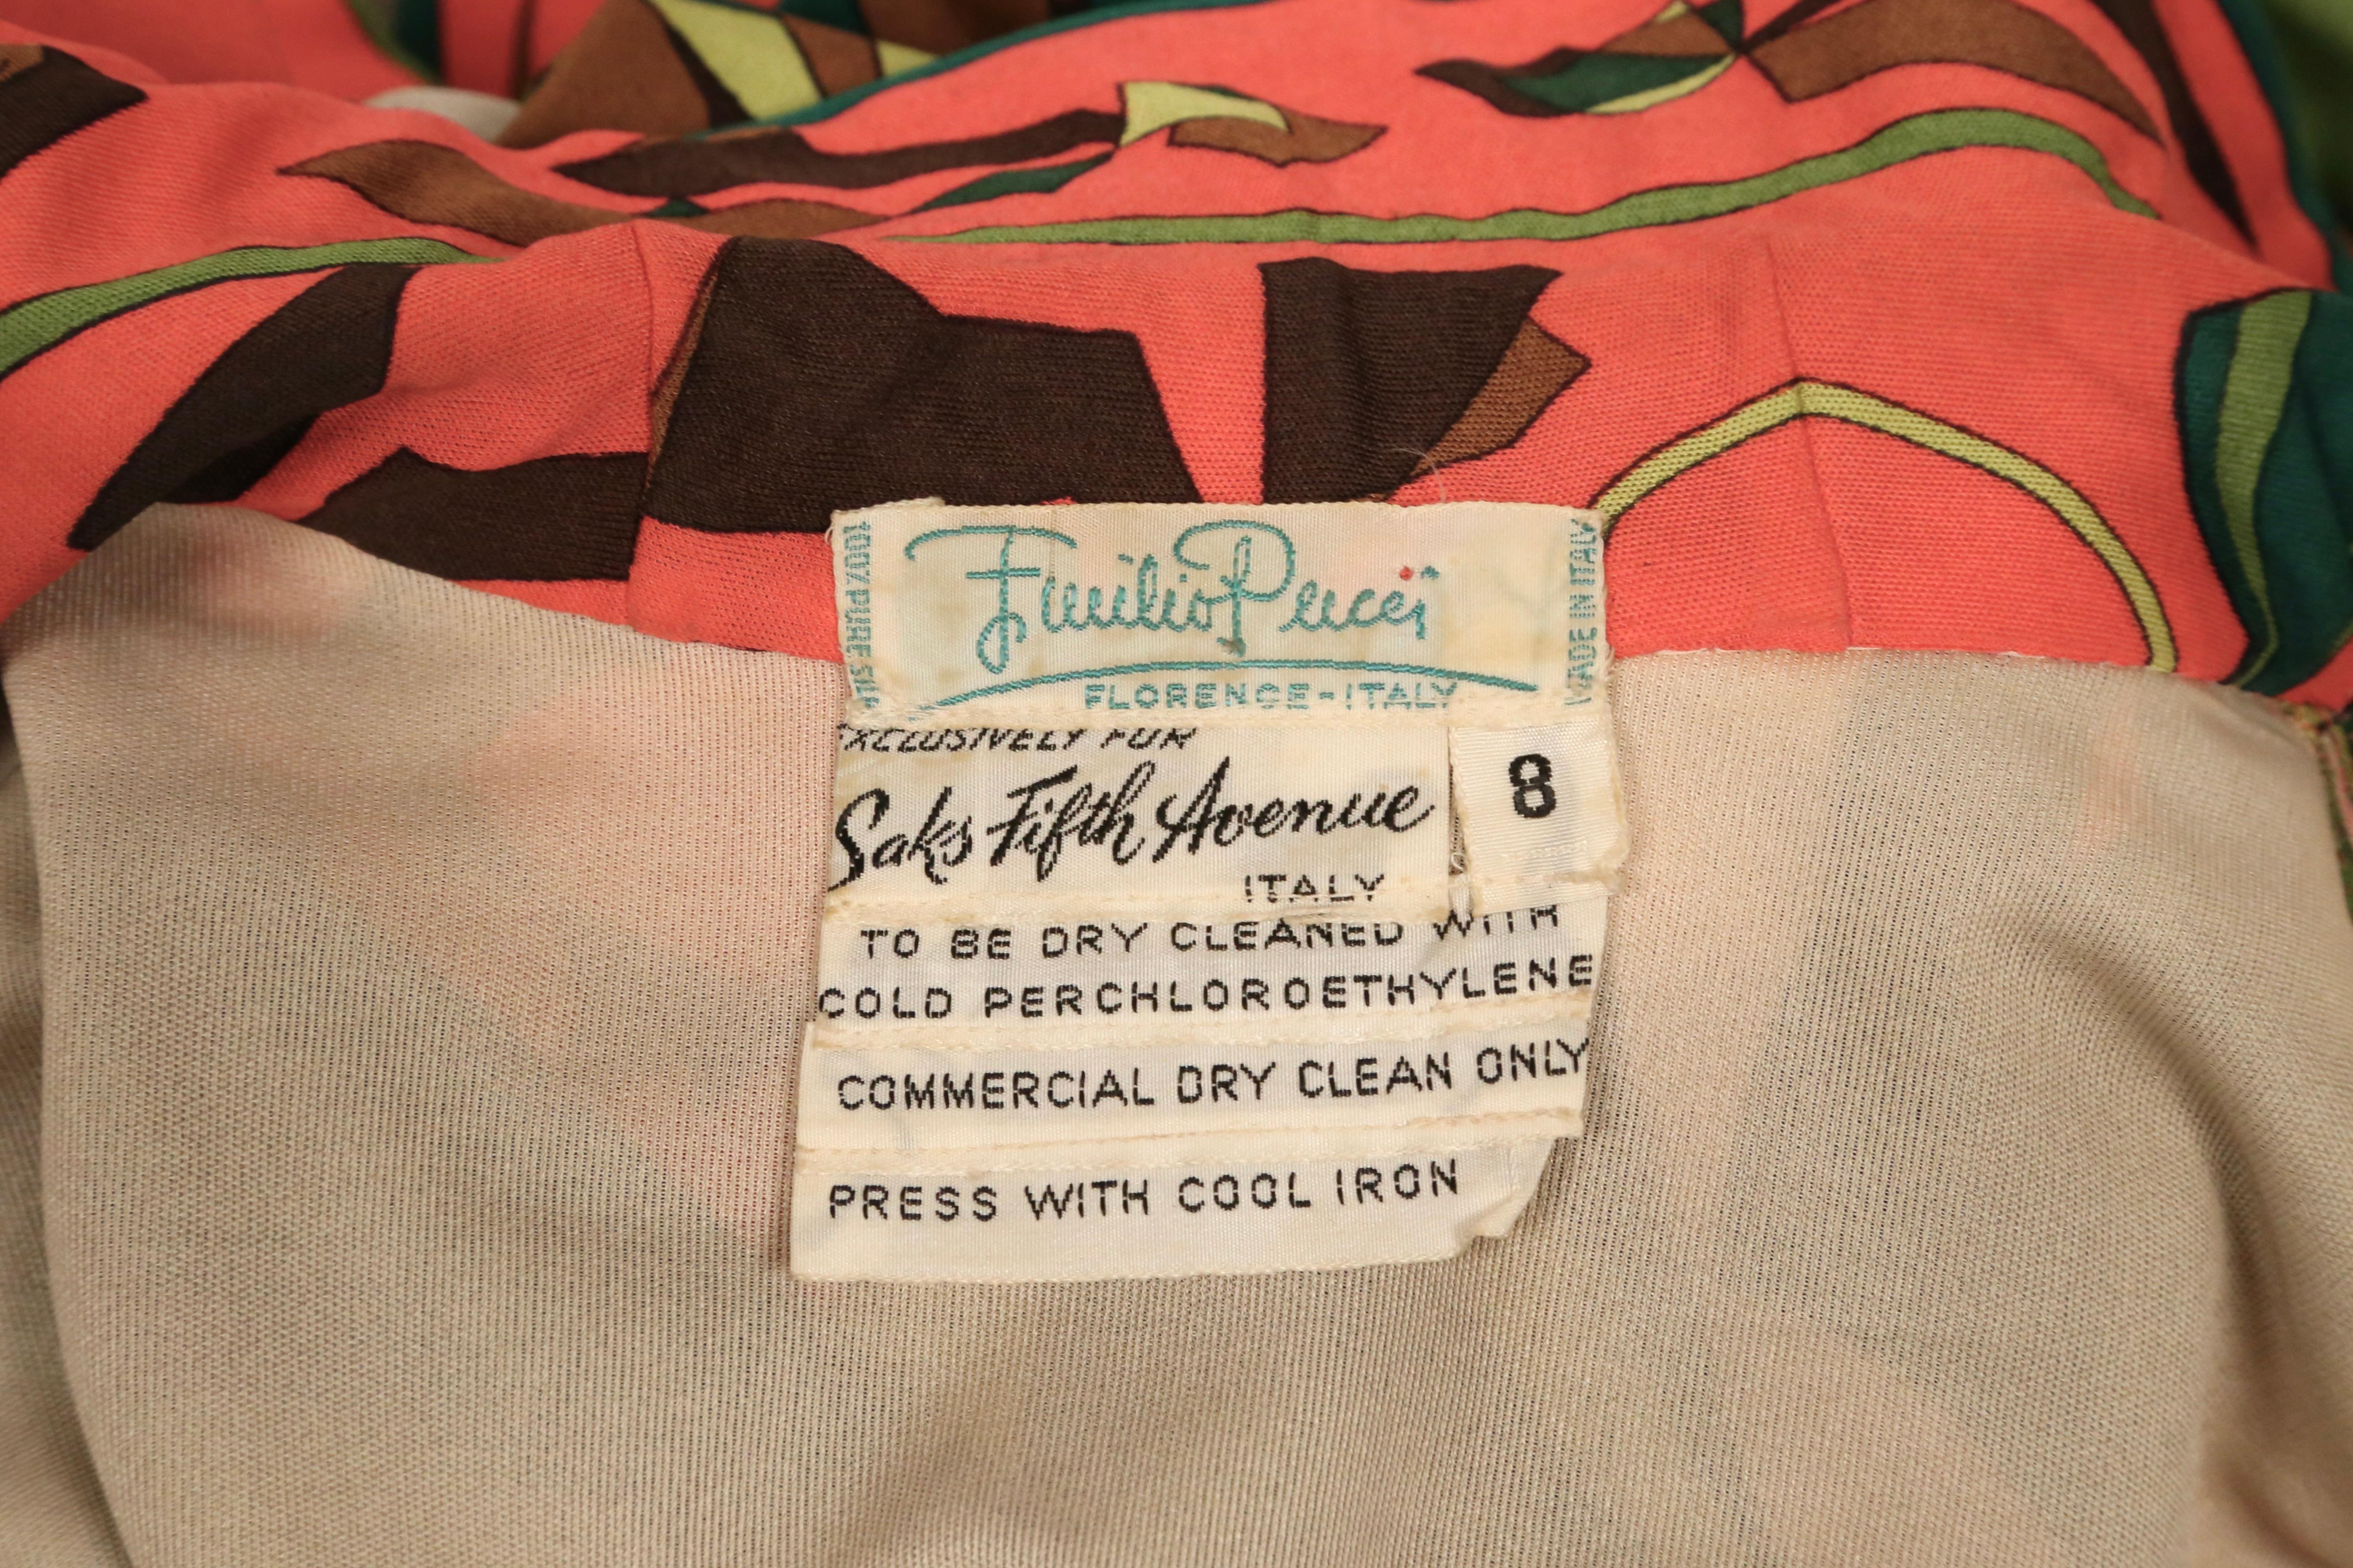 Emilio Pucci
100% PURE SILK
MADE IN ITALY
FLORENCE-ITALY
EXCLUSIVELY FOR
Saks Fifth Avenue
8
ITALY
TO BE DRY CLEANED WITH
COLD PERCHLOROETHYLENE
COMMERCIAL DRY CLEAN ONLY
PRESS WITH COOL IRON